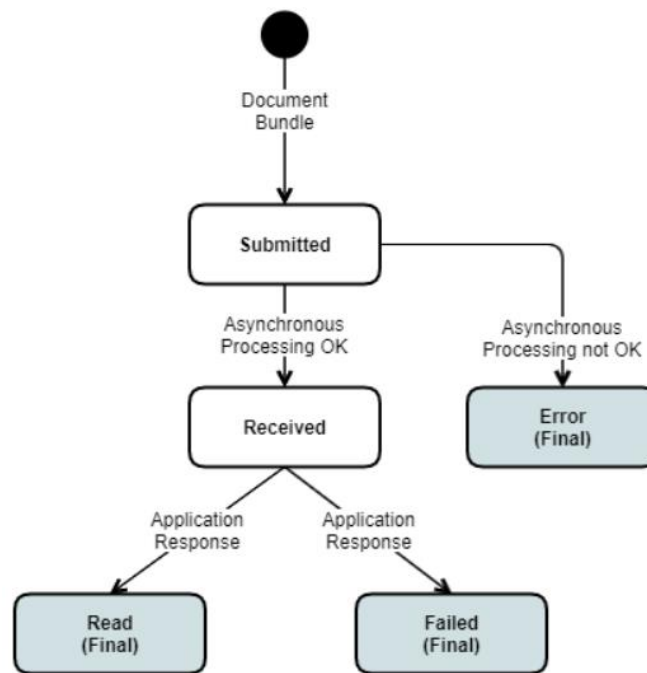 Document
Bundle
Submitted
Asynchronous
Processing OK
Asynchronous
Processing not OK
Received
Error
(Final)
Application
Response
Application
Response
Read
(Final)
Failed
(Final)